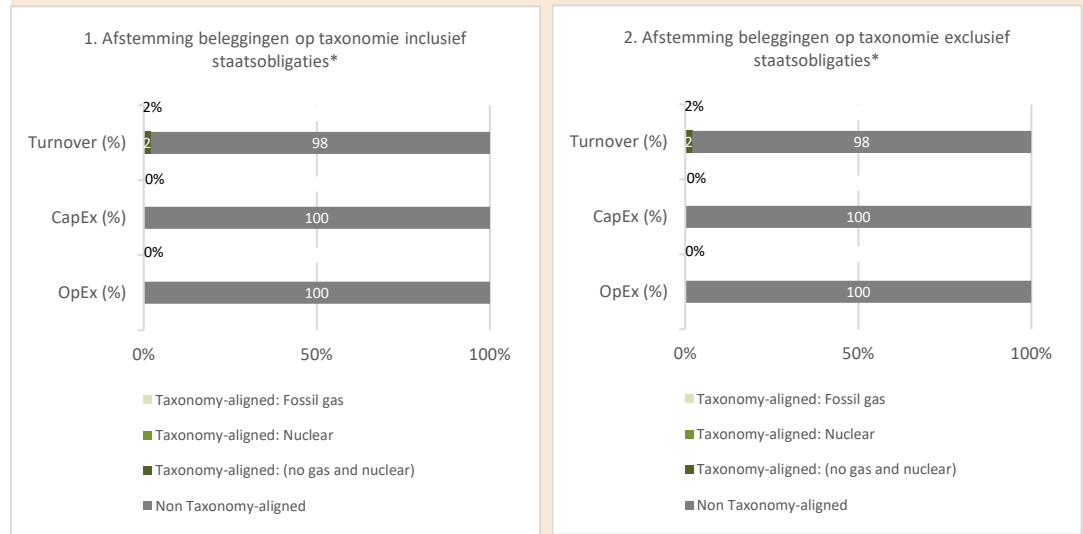 1. Afstemming beleggingen op taxonomie inclusief
staatsobligaties*
2%
Turnover (%)
2
98
0%
CapEx (%)
100
0%
OpEx (%)
100
0%
50%
100%
Taxonomy-aligned: Fossil gas
Taxonomy-aligned: Nuclear
Taxonomy-aligned: (no gas and nuclear)
Non Taxonomy-aligned
2. Afstemming beleggingen op taxonomie exclusief
staatsobligaties*
2%
Turnover (%)
2
98
0%
CapEx (%)
100
0%
OpEx (%)
100
0%
50%
100%
Taxonomy-aligned: Fossil gas
Taxonomy-aligned: Nuclear
Taxonomy-aligned: (no gas and nuclear)
Non Taxonomy-aligned